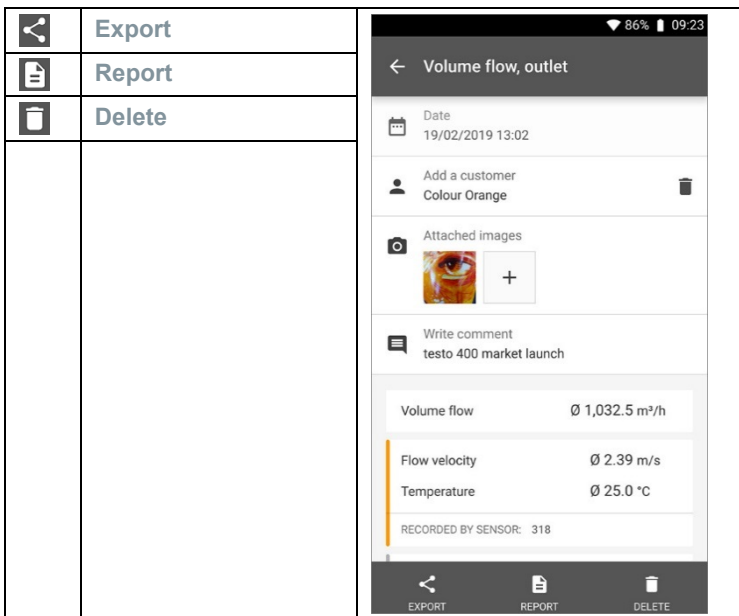 Export
Report
Delete
86% 09:23
Volume flow, outlet
Date
19/02/2019 13:02
Add a customer
Colour Orange
Attached images
+
Write comment
testo 400 market launch
Volume flow Ø 1,032.5 m³/h
Flow velocity Ø 2.39 m/s
Temperature Ø 25.0 °C
RECORDED BY SENSOR: 318
EXPORT REPORT DELETE